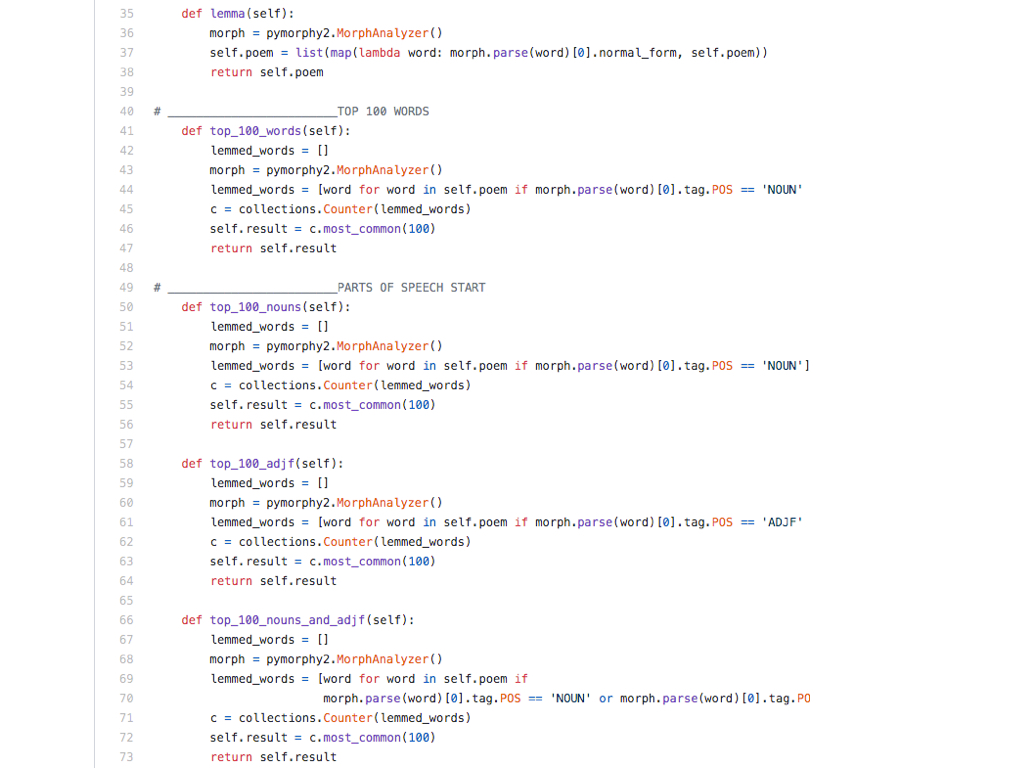 35 def lemma(self):
36 morph = pymorphy2.MorphAnalyzer()
37 self.poem = list(map(lambda word: morph.parse(word)[0].normal_form, self.poem))
38 return self.poem
39
40 # ________________________TOP 100 WORDS
41 def top_100_words(self):
42 lemmed_words = []
43 morph = pymorphy2.MorphAnalyzer()
44 lemmed_words = [word for word in self.poem if morph.parse(word)[0].tag.POS == 'NOUN'
45 c = collections.Counter(lemmed_words)
46 self.result = c.most_common(100)
47 return self.result
48
49 # ________________________PARTS OF SPEECH START
50 def top_100_nouns(self):
51 lemmed_words = []
52 morph = pymorphy2.MorphAnalyzer()
53 lemmed_words = [word for word in self.poem if morph.parse(word)[0].tag.POS == 'NOUN']
54 c = collections.Counter(lemmed_words)
55 self.result = c.most_common(100)
56 return self.result
57
58 def top_100_adjf(self):
59 lemmed_words = []
60 morph = pymorphy2.MorphAnalyzer()
61 lemmed_words = [word for word in self.poem if morph.parse(word)[0].tag.POS == 'ADJF'
62 c = collections.Counter(lemmed_words)
63 self.result = c.most_common(100)
64 return self.result
65
66 def top_100_nouns_and_adjf(self):
67 lemmed_words = []
68 morph = pymorphy2.MorphAnalyzer()
69 lemmed_words = [word for word in self.poem if
70 morph.parse(word)[0].tag.POS == 'NOUN' or morph.parse(word)[0].tag.PO
71 c = collections.Counter(lemmed_words)
72 self.result = c.most_common(100)
73 return self.result